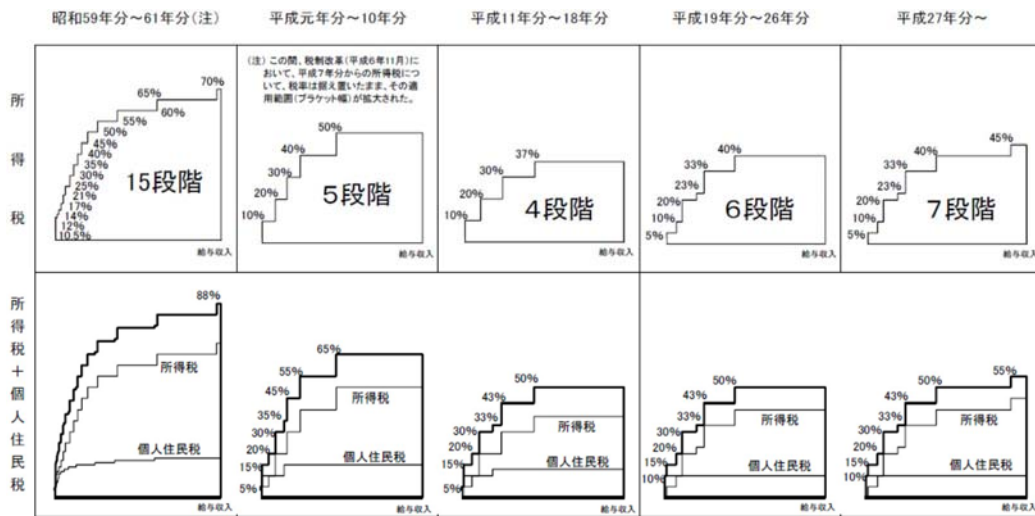 昭和59年分～61年分(注)
平成元年分～10年分
平成11年分～18年分
平成19年分～26年分
平成27年分～
所得税
70%
65%
60%
55%
50%
45%
40%
35%
30%
25%
21%
17%
14%
12%
10.5%
15段階
給与収入
(注) この間、税制改革(平成6年11月)に
おいて、平成7年分からの所得税につ
いて、税率は据え置いたまま、その適
用範囲(ブラケット幅)が拡大された。
50%
40%
30%
20%
10%
5段階
給与収入
37%
30%
20%
10%
4段階
給与収入
40%
33%
23%
20%
10%
5%
6段階
給与収入
45%
40%
33%
23%
20%
10%
5%
7段階
給与収入
所得税＋個人住民税
88%
所得税
個人住民税
給与収入
65%
55%
45%
35%
30%
20%
15%
5%
所得税
個人住民税
給与収入
50%
43%
33%
30%
20%
15%
5%
所得税
個人住民税
給与収入
50%
43%
33%
30%
20%
15%
10%
所得税
個人住民税
給与収入
55%
50%
43%
33%
30%
20%
15%
10%
所得税
個人住民税
給与収入